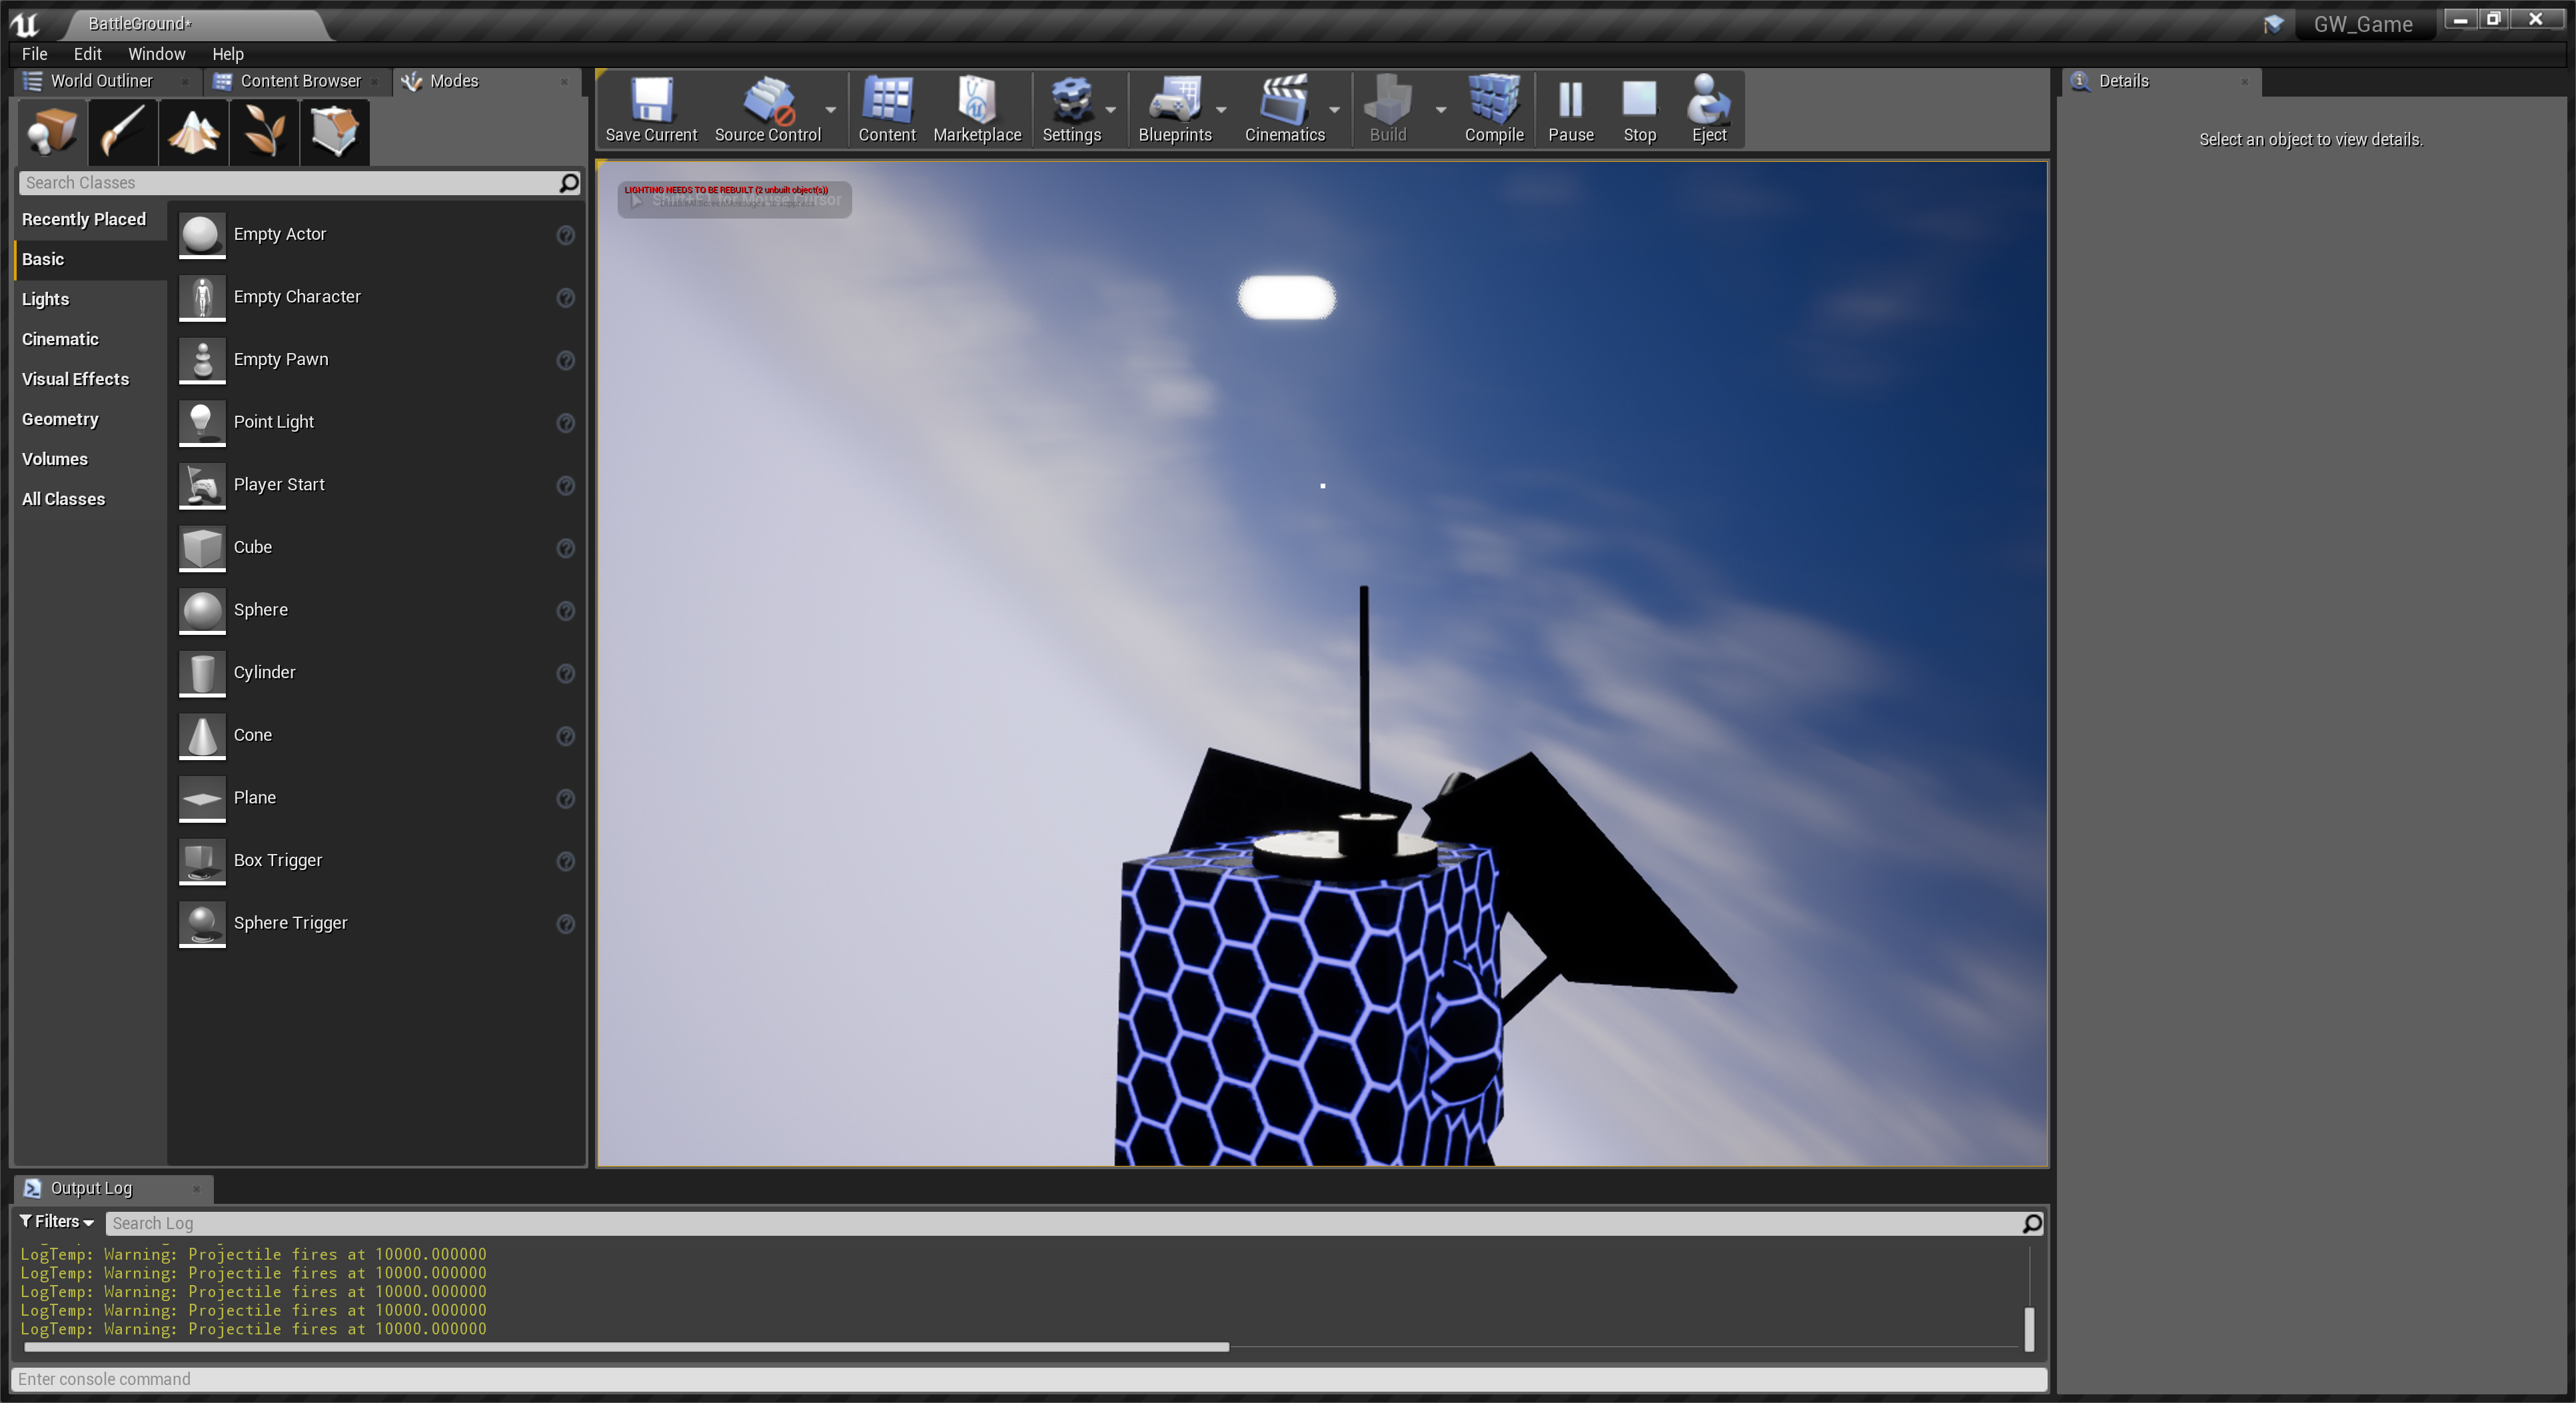 BattleGround*
GW_Game
File Edit Window Help
World Outliner Content Browser Modes
Details
Save Current Source Control Content Marketplace Settings Blueprints Cinematics Build Compile Pause Stop Eject
Select an object to view details.
Search Classes
LIGHTING NEEDS TO BE REBUILT (2 unbuilt object(s))
Shift+F1 for Mouse Cursor
Recently Placed
Basic
Lights
Cinematic
Visual Effects
Geometry
Volumes
All Classes
Empty Actor
Empty Character
Empty Pawn
Point Light
Player Start
Cube
Sphere
Cylinder
Cone
Plane
Box Trigger
Sphere Trigger
Output Log
Filters Search Log
LogTemp: Warning: Projectile fires at 10000.000000
LogTemp: Warning: Projectile fires at 10000.000000
LogTemp: Warning: Projectile fires at 10000.000000
LogTemp: Warning: Projectile fires at 10000.000000
LogTemp: Warning: Projectile fires at 10000.000000
Enter console command